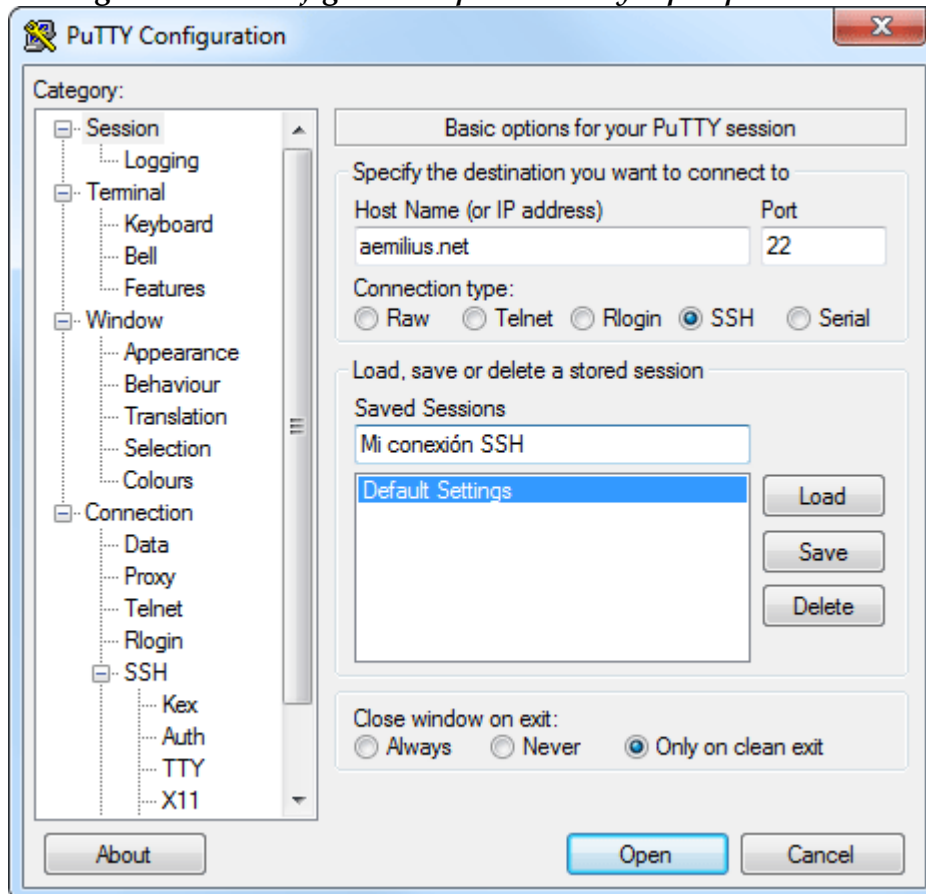 PuTTY Configuration
X
Category:
Session
Logging
Terminal
Keyboard
Bell
Features
Window
Appearance
Behaviour
Translation
Selection
Colours
Connection
Data
Proxy
Telnet
Rlogin
SSH
Kex
Auth
TTY
X11
Basic options for your PuTTY session
Specify the destination you want to connect to
Host Name (or IP address) Port
aemilius.net 22
Connection type:
Raw Telnet Rlogin SSH Serial
Load, save or delete a stored session
Saved Sessions
Mi conexión SSH
Default Settings
Load
Save
Delete
Close window on exit:
Always Never Only on clean exit
About Open Cancel